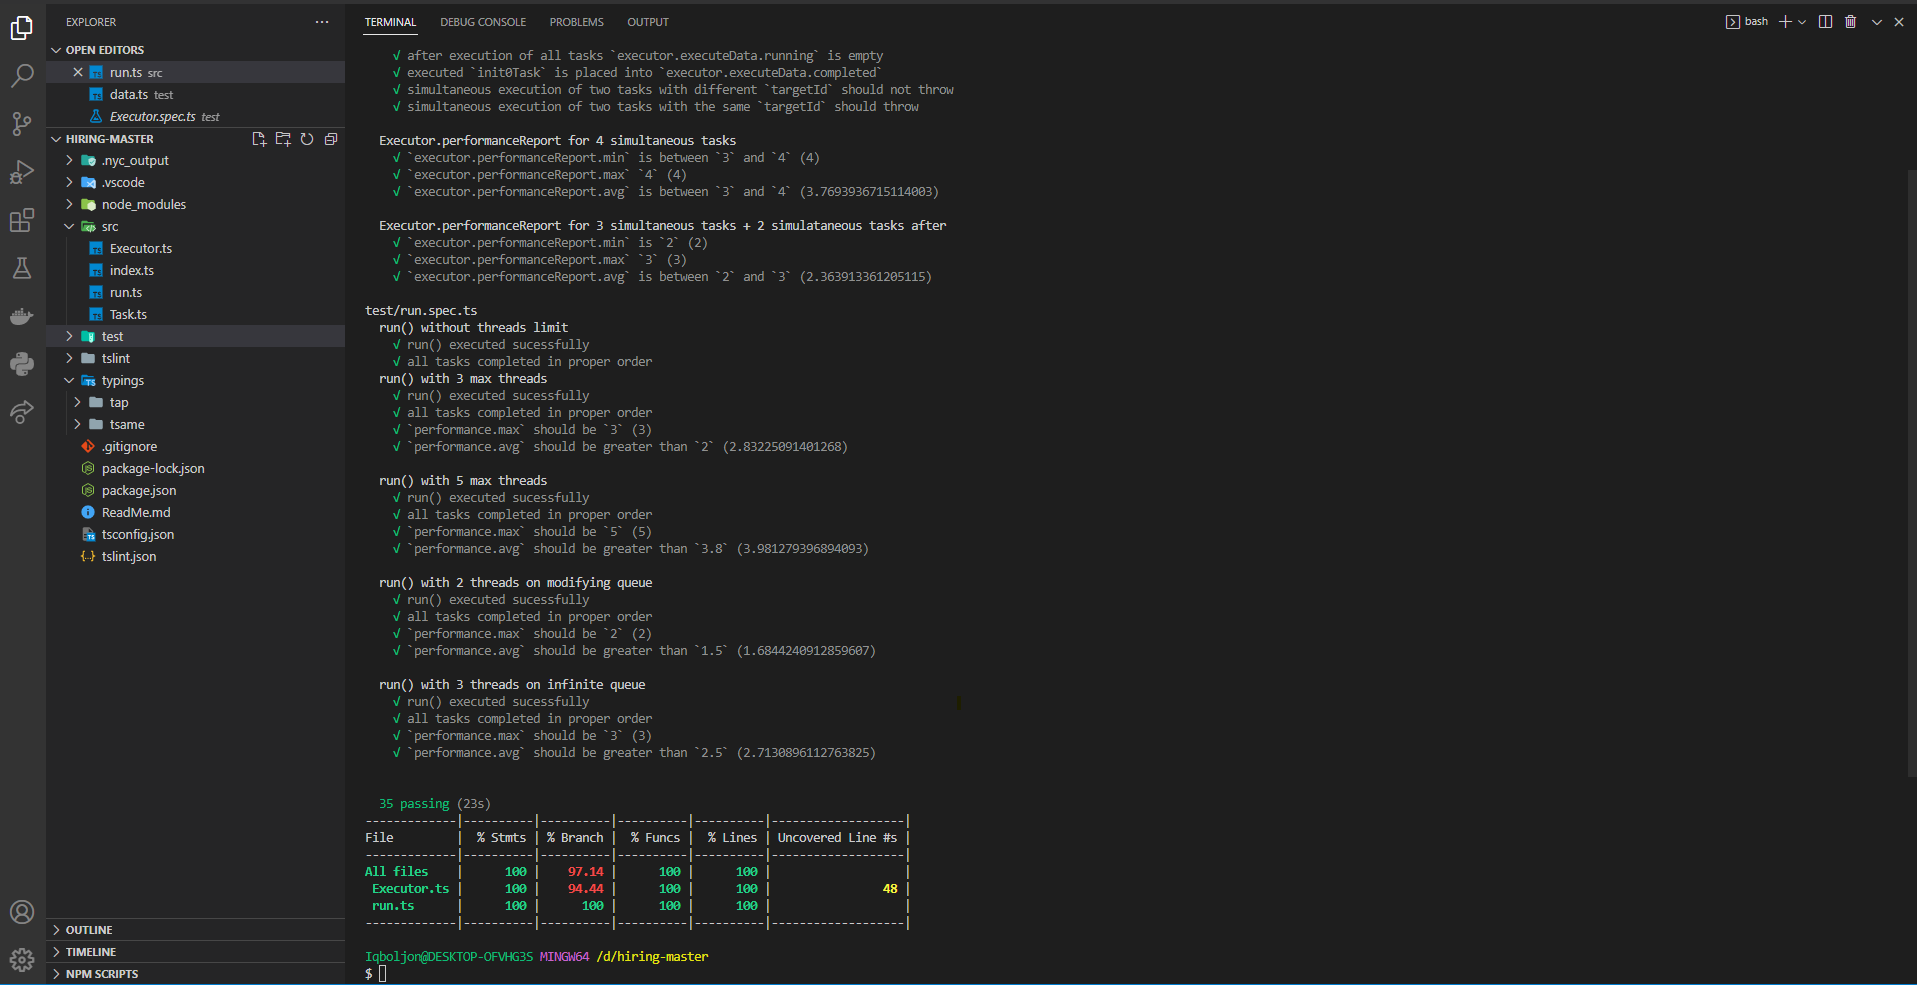 EXPLORER
OPEN EDITORS
run.ts src
data.ts test
Executor.spec.ts test
HIRING-MASTER
.nyc_output
.vscode
node_modules
src
Executor.ts
index.ts
run.ts
Task.ts
test
tslint
typings
tap
tsame
.gitignore
package-lock.json
package.json
ReadMe.md
tsconfig.json
tslint.json
OUTLINE
TIMELINE
NPM SCRIPTS
TERMINAL DEBUG CONSOLE PROBLEMS OUTPUT
bash
√ after execution of all tasks `executor.executeData.running` is empty
√ executed `init0Task` is placed into `executor.executeData.completed`
√ simultaneous execution of two tasks with different `targetId` should not throw
√ simultaneous execution of two tasks with the same `targetId` should throw
Executor.performanceReport for 4 simultaneous tasks
√ `executor.performanceReport.min` is between `3` and `4` (4)
√ `executor.performanceReport.max` `4` (4)
√ `executor.performanceReport.avg` is between `3` and `4` (3.7693936715114003)
Executor.performanceReport for 3 simultaneous tasks + 2 simulataneous tasks after
√ `executor.performanceReport.min` is `2` (2)
√ `executor.performanceReport.max` `3` (3)
√ `executor.performanceReport.avg` is between `2` and `3` (2.363913361205115)
test/run.spec.ts
run() without threads limit
√ run() executed sucessfully
√ all tasks completed in proper order
run() with 3 max threads
√ run() executed sucessfully
√ all tasks completed in proper order
√ `performance.max` should be `3` (3)
√ `performance.avg` should be greater than `2` (2.83225091401268)
run() with 5 max threads
√ run() executed sucessfully
√ all tasks completed in proper order
√ `performance.max` should be `5` (5)
√ `performance.avg` should be greater than `3.8` (3.981279396894093)
run() with 2 threads on modifying queue
√ run() executed sucessfully
√ all tasks completed in proper order
√ `performance.max` should be `2` (2)
√ `performance.avg` should be greater than `1.5` (1.6844240912859607)
run() with 3 threads on infinite queue
√ run() executed sucessfully
√ all tasks completed in proper order
√ `performance.max` should be `3` (3)
√ `performance.avg` should be greater than `2.5` (2.7130896112763825)
35 passing (23s)
-------------|----------|----------|----------|----------|-------------------|
File | % Stmts | % Branch | % Funcs | % Lines | Uncovered Line #s |
-------------|----------|----------|----------|----------|-------------------|
All files | 100 | 97.14 | 100 | 100 | |
Executor.ts | 100 | 94.44 | 100 | 100 | 48 |
run.ts | 100 | 100 | 100 | 100 | |
-------------|----------|----------|----------|----------|-------------------|
Iqboljon@DESKTOP-OFVHG3S MINGW64 /d/hiring-master
$